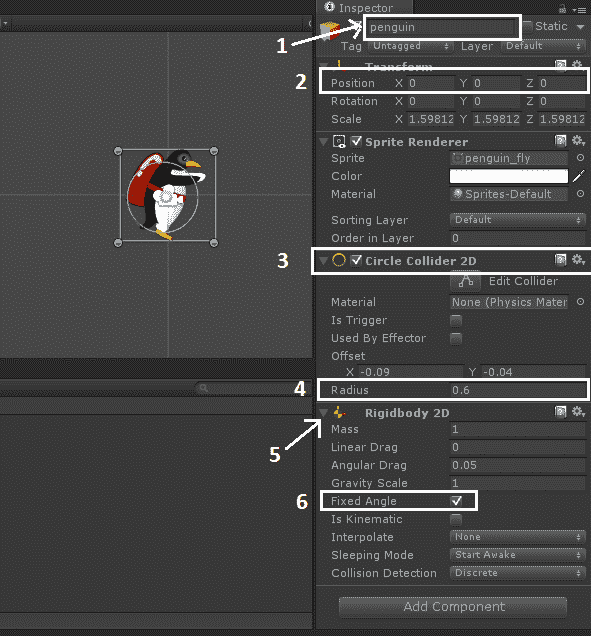 Inspector
1 penguin Static
Tag Untagged Layer Default
Transform
2 Position X 0 Y 0 Z 0
Rotation X 0 Y 0 Z 0
Scale X 1.59812 Y 1.59812 Z 1.59812
Sprite Renderer
Sprite penguin_fly
Color
Material Sprites-Default
Sorting Layer Default
Order in Layer 0
3 Circle Collider 2D
Edit Collider
Material None (Physics Mater
Is Trigger
Used By Effector
Offset
X -0.09 Y -0.04
4 Radius 0.6
Rigidbody 2D
Mass 1
5 Linear Drag 0
Angular Drag 0.05
Gravity Scale 1
6 Fixed Angle
Is Kinematic
Interpolate None
Sleeping Mode Start Awake
Collision Detection Discrete
Add Component